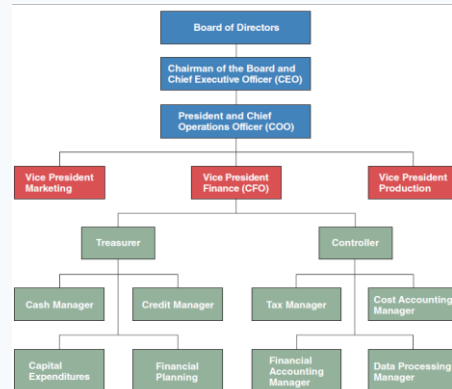 Board of Directors
Chairman of the Board and
Chief Executive Officer (CEO)
President and Chief
Operations Officer (COO)
Vice President
Marketing
Vice President
Finance (CFO)
Vice President
Production
Treasurer
Controller
Cash Manager
Credit Manager
Tax Manager
Cost Accounting
Manager
Capital
Expenditures
Financial
Planning
Financial
Accounting
Manager
Data Processing
Manager